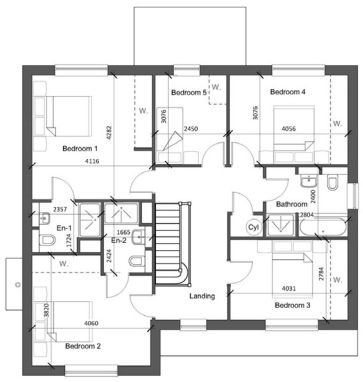 W.
Bedroom 5
W.
Bedroom 4
3076
2450
3076
4056
4282
Bedroom 1
4116
2357
En-1
1724
1665
En-2
2424
Bathroom
2400
2804
Cyl
W.
3820
4060
Bedroom 2
Landing
W.
2784
4031
Bedroom 3